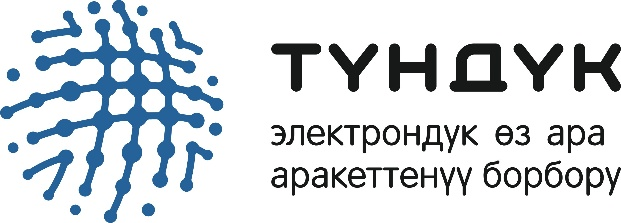 ТҮНДҮК
электрондук өз ара
аракеттенүү борбору